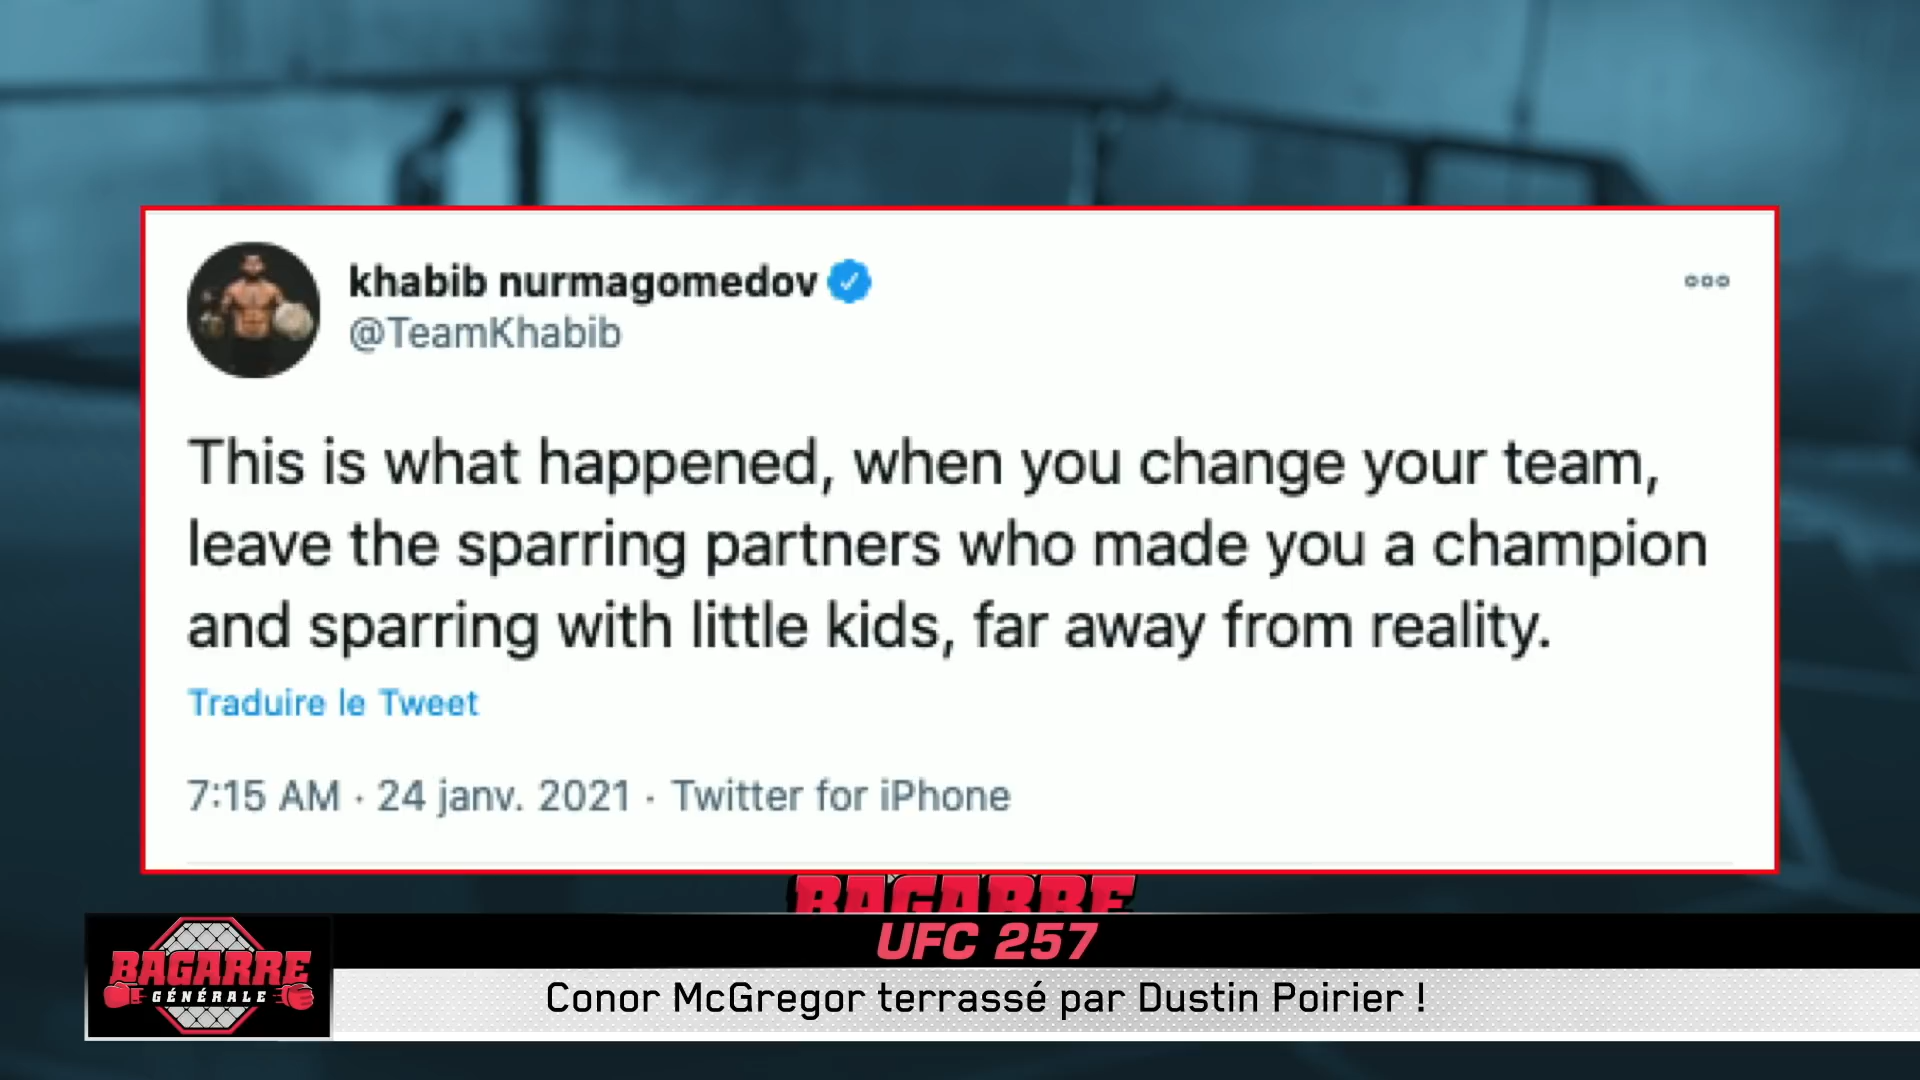 khabib nurmagomedov
@TeamKhabib
This is what happened, when you change your team,
leave the sparring partners who made you a champion
and sparring with little kids, far away from reality.
Traduire le Tweet
7:15 AM · 24 janv. 2021 · Twitter for iPhone
BAGARRE
UFC 257
BAGARRE
GÉNÉRALE
Conor McGregor terrassé par Dustin Poirier !